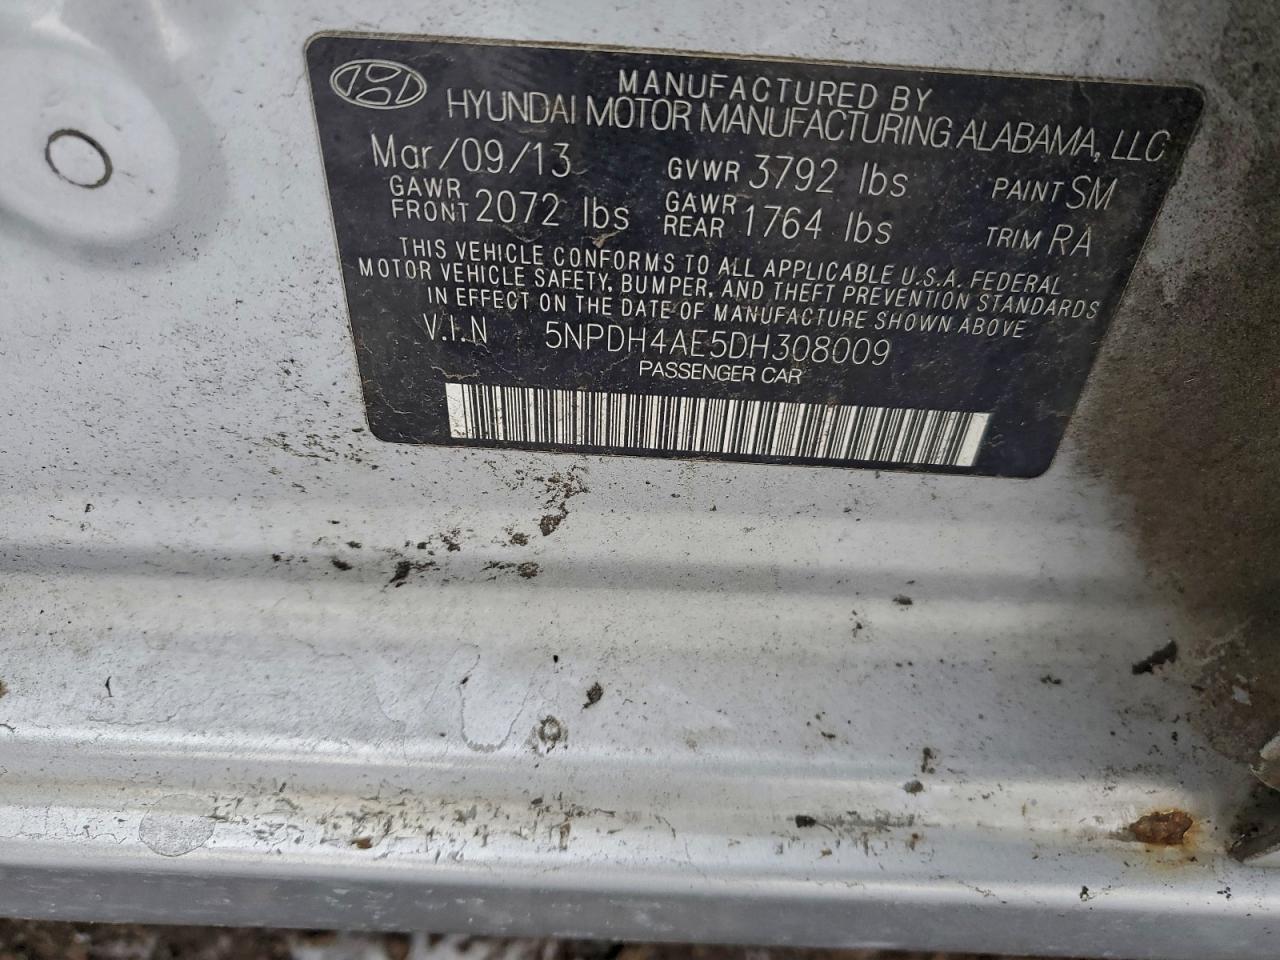 MANUFACTURED BY
HYUNDAI MOTOR MANUFACTURING ALABAMA, LLC
Mar/09/13 GVWR 3792 lbs PAINT SM
GAWR FRONT 2072 lbs GAWR REAR 1764 lbs TRIM RA
THIS VEHICLE CONFORMS TO ALL APPLICABLE U.S.A. FEDERAL
MOTOR VEHICLE SAFETY, BUMPER, AND THEFT PREVENTION STANDARDS
IN EFFECT ON THE DATE OF MANUFACTURE SHOWN ABOVE
V.I.N 5NPDH4AE5DH308009
PASSENGER CAR